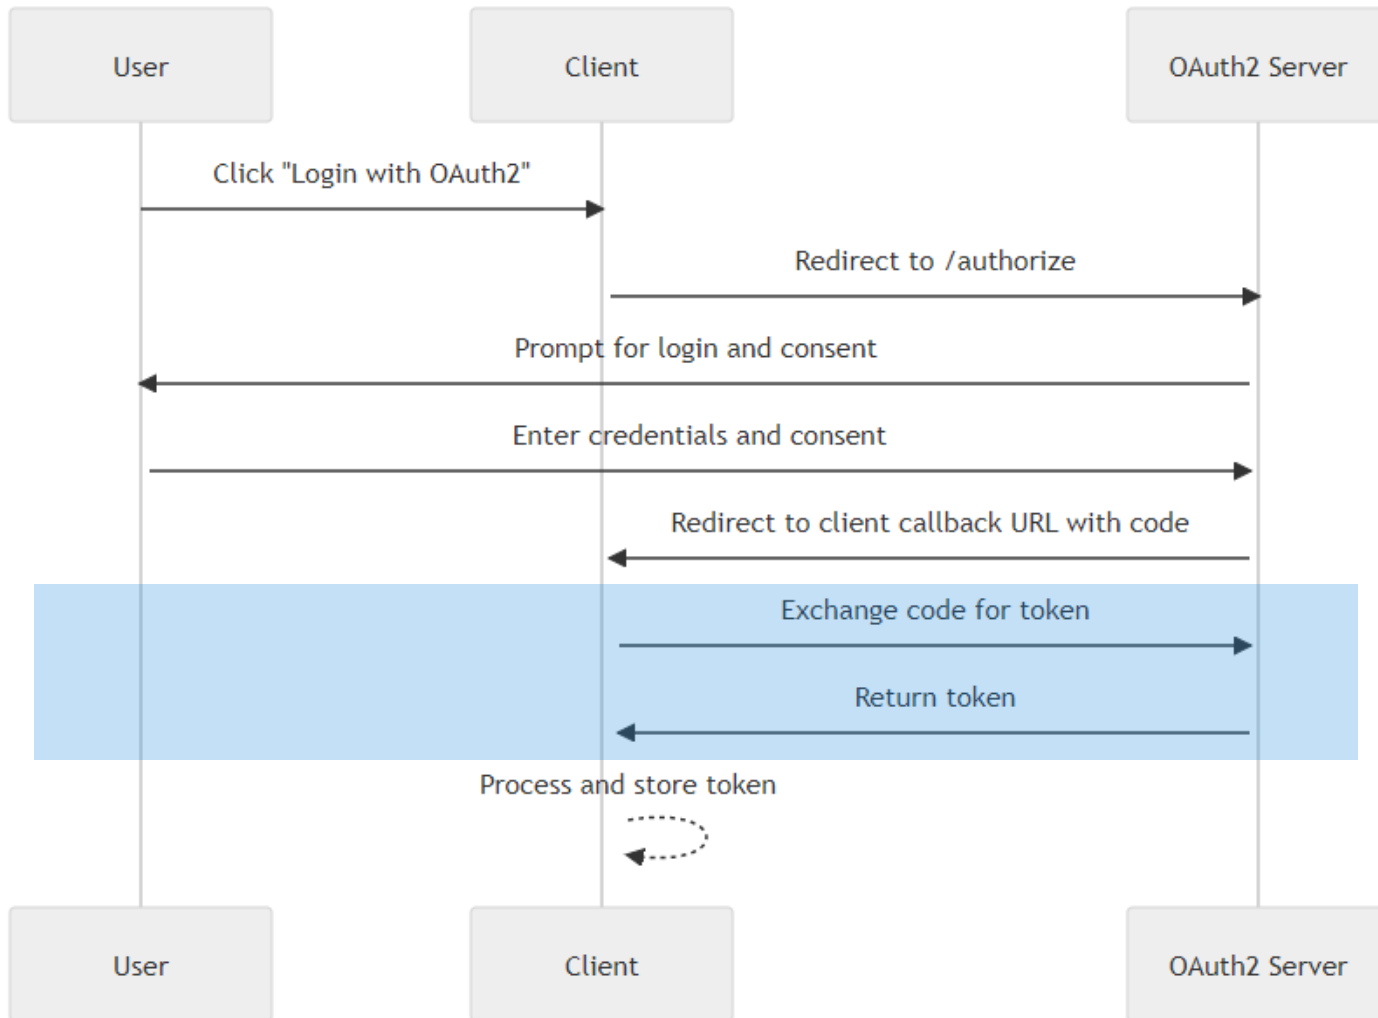 User
Client
OAuth2 Server
Click "Login with OAuth2"
Redirect to /authorize
Prompt for login and consent
Enter credentials and consent
Redirect to client callback URL with code
Exchange code for token
Return token
Process and store token
User
Client
OAuth2 Server